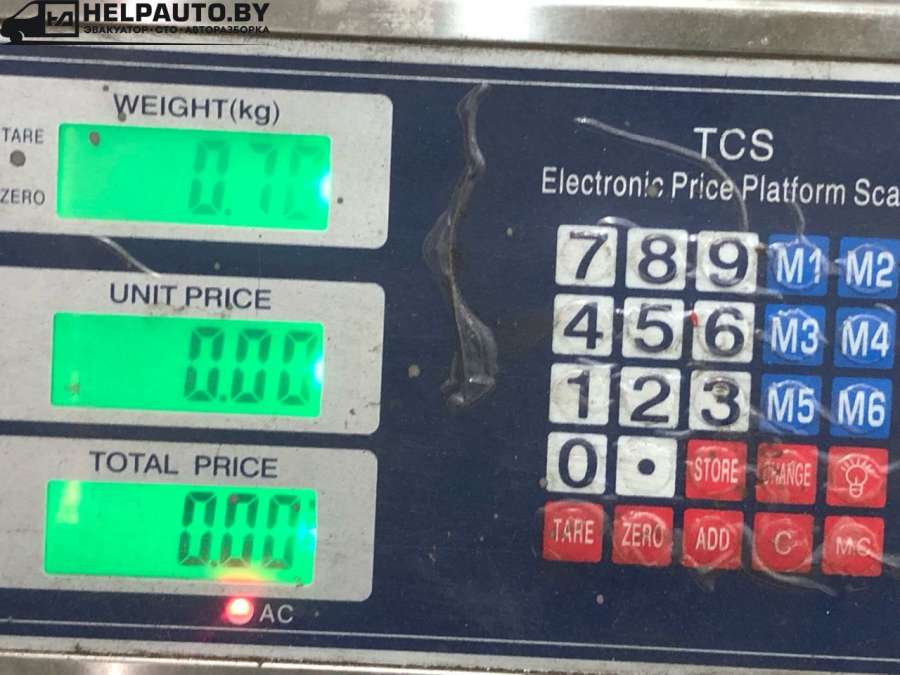 HELPAUTO.BY
ЭВАКУАТОР · СТО · АВТОРАЗБОРКА
WEIGHT(kg)
TARE
ZERO
0.70
UNIT PRICE
0.00
TOTAL PRICE
0.00
AC
TCS
Electronic Price Platform Sca
7 8 9 M1 M2
4 5 6 M3 M4
1 2 3 M5 M6
0 . STORE CHANGE
TARE ZERO ADD C MC